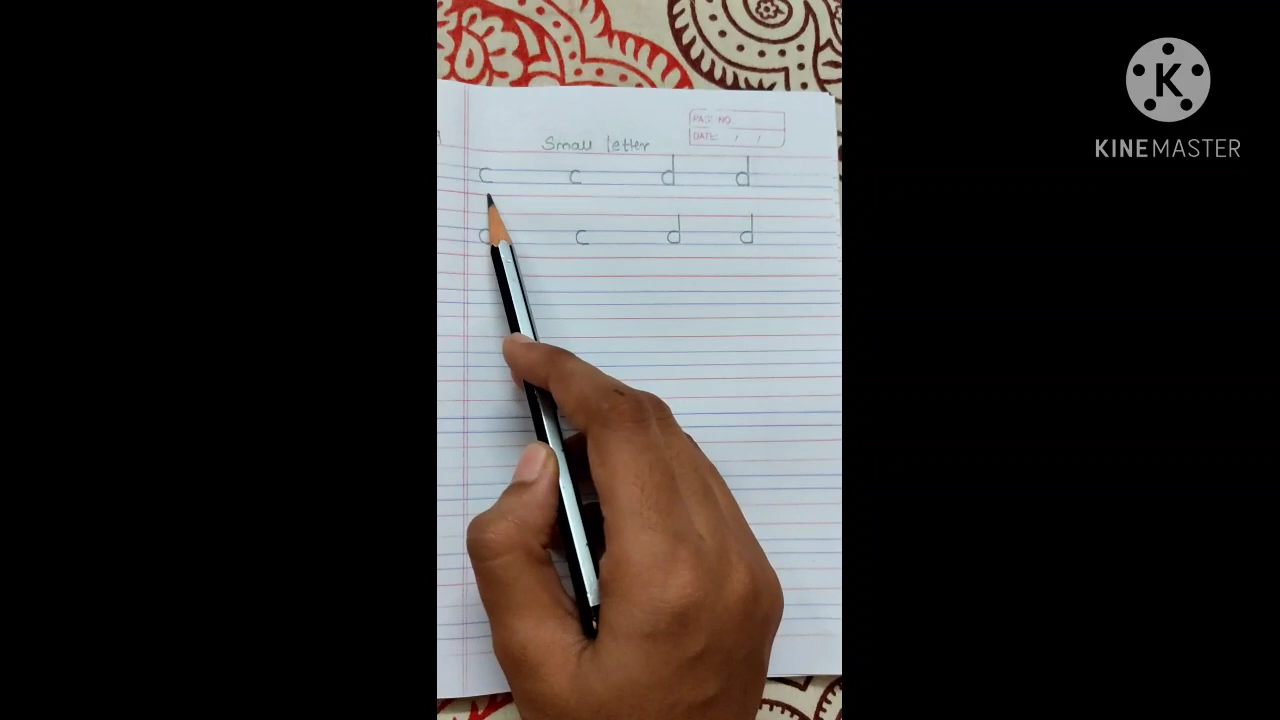 PAGE NO
DATE: / /
Small letter
c c d d
c c d d
K
KINEMASTER